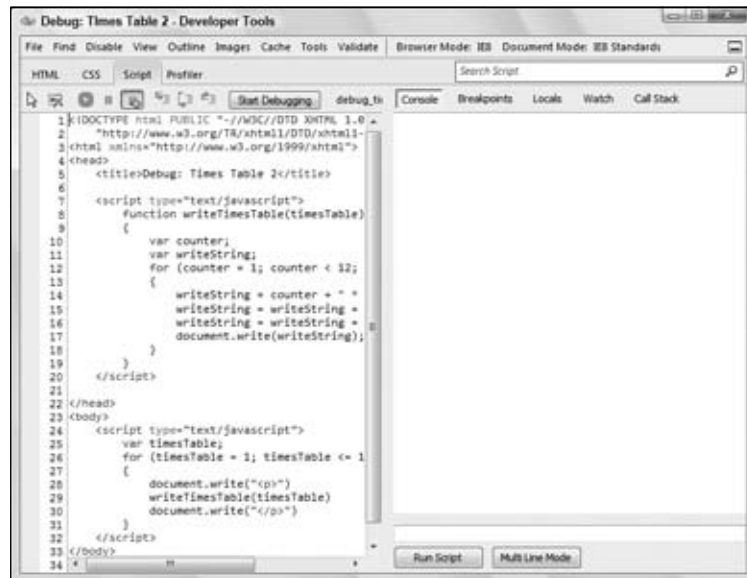 Debug: Times Table 2 - Developer Tools
File Find Disable View Outline Images Cache Tools Validate Browser Mode: IE8 Document Mode: IE8 Standards
HTML CSS Script Profiler Search Script
Start Debugging debug_ti Console Breakpoints Locals Watch Call Stack
1 <!DOCTYPE html PUBLIC "-//W3C//DTD XHTML 1.0
2 "http://www.w3.org/TR/xhtml1/DTD/xhtml1-
3 <html xmlns="http://www.w3.org/1999/xhtml">
4 <head>
5 <title>Debug: Times Table 2</title>
6
7 <script type="text/javascript">
8 function writeTimesTable(timesTable)
9 {
10 var counter;
11 var writeString;
12 for (counter = 1; counter < 12;
13 {
14 writeString = counter + " "
15 writeString = writeString =
16 writeString = writeString =
17 document.write(writeString);
18 }
19 }
20 </script>
21
22 </head>
23 <body>
24 <script type="text/javascript">
25 var timesTable;
26 for (timesTable = 1; timesTable <= 1
27 {
28 document.write("<p>")
29 writeTimesTable(timesTable)
30 document.write("</p>")
31 }
32 </script>
33 </body>
34
Run Script Multi Line Mode